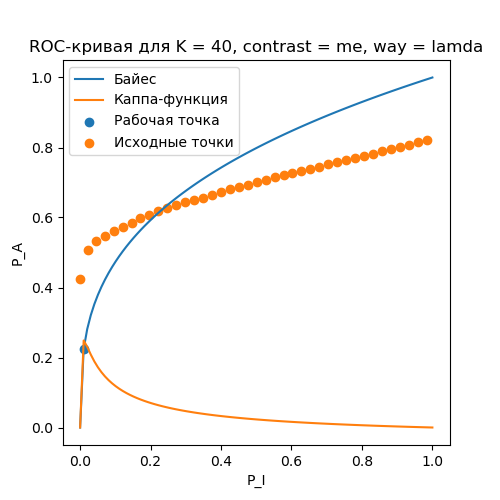 ROC-кривая для K = 40, contrast = me, way = lamda
Байес
Каппа-функция
Рабочая точка
Исходные точки
1.0
0.8
0.6
0.4
0.2
0.0
P_A
0.0 0.2 0.4 0.6 0.8 1.0
P_I